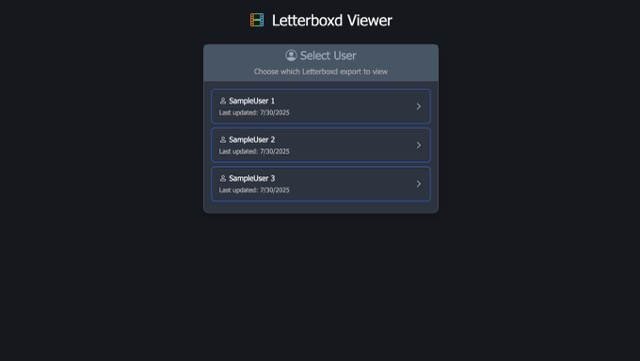 Letterboxd Viewer
Select User
Choose which Letterboxd export to view
SampleUser 1
Last updated: 7/30/2025
SampleUser 2
Last updated: 7/30/2025
SampleUser 3
Last updated: 7/30/2025